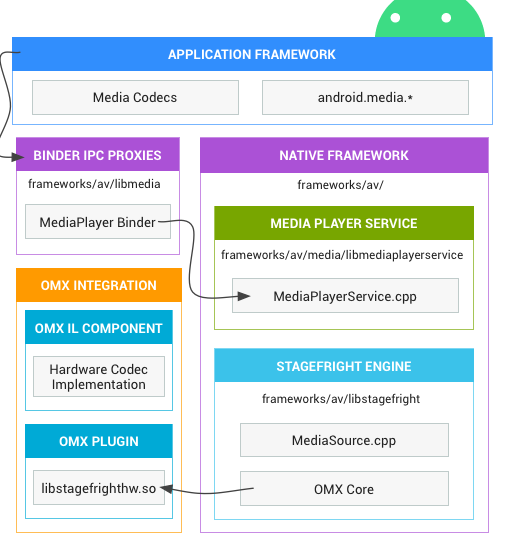 APPLICATION FRAMEWORK
Media Codecs
android.media.*
BINDER IPC PROXIES
frameworks/av/libmedia
MediaPlayer Binder
NATIVE FRAMEWORK
frameworks/av/
MEDIA PLAYER SERVICE
frameworks/av/media/libmediaplayerservice
MediaPlayerService.cpp
OMX INTEGRATION
OMX IL COMPONENT
Hardware Codec
Implementation
OMX PLUGIN
libstagefrighthw.so
STAGEFRIGHT ENGINE
frameworks/av/libstagefright
MediaSource.cpp
OMX Core